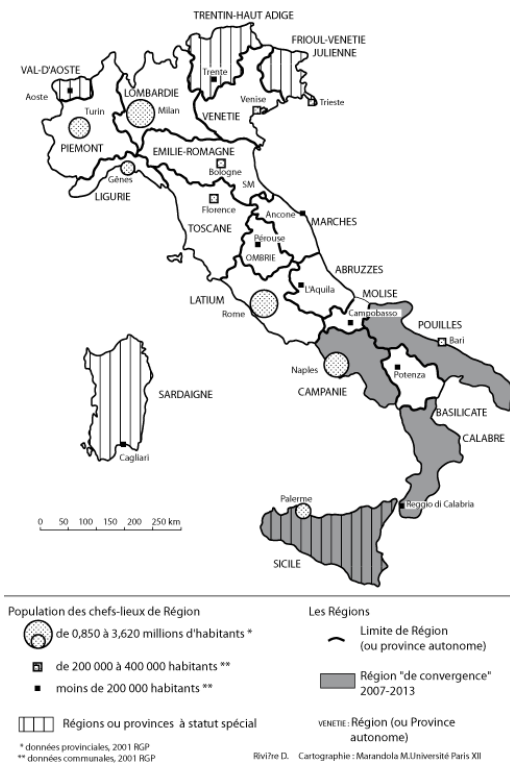 TRENTIN-HAUT ADIGE
FRIOUL-VENETIE
JULIENNE
VAL-D'AOSTE
Trente
Aoste
LOMBARDIE
Turin
Milan
Venise
Trieste
VENETIE
PIEMONT
EMILIE-ROMAGNE
Bologne
Gênes
SM
LIGURIE
Florence
Ancone
MARCHES
TOSCANE
Pérouse
OMBRIE
ABRUZZES
L'Aquila
MOLISE
LATIUM
Rome
Campobasso
POUILLES
Bari
Naples
Potenza
CAMPANIE
SARDAIGNE
BASILICATE
CALABRE
Cagliari
Palerme
Reggio di Calabria
0 50 100 150 200 250 km
SICILE
Population des chefs-lieux de Région
de 0,850 à 3,620 millions d'habitants *
de 200 000 à 400 000 habitants **
moins de 200 000 habitants **
Régions ou provinces à statut spécial
* données provinciales, 2001 RGP
** données communales, 2001 RGP
Les Régions
Limite de Région
(ou province autonome)
Région "de convergence"
2007-2013
VENETIE : Région (ou Province
autonome)
Rivi?re D. Cartographie : Marandola M.Université Paris XII